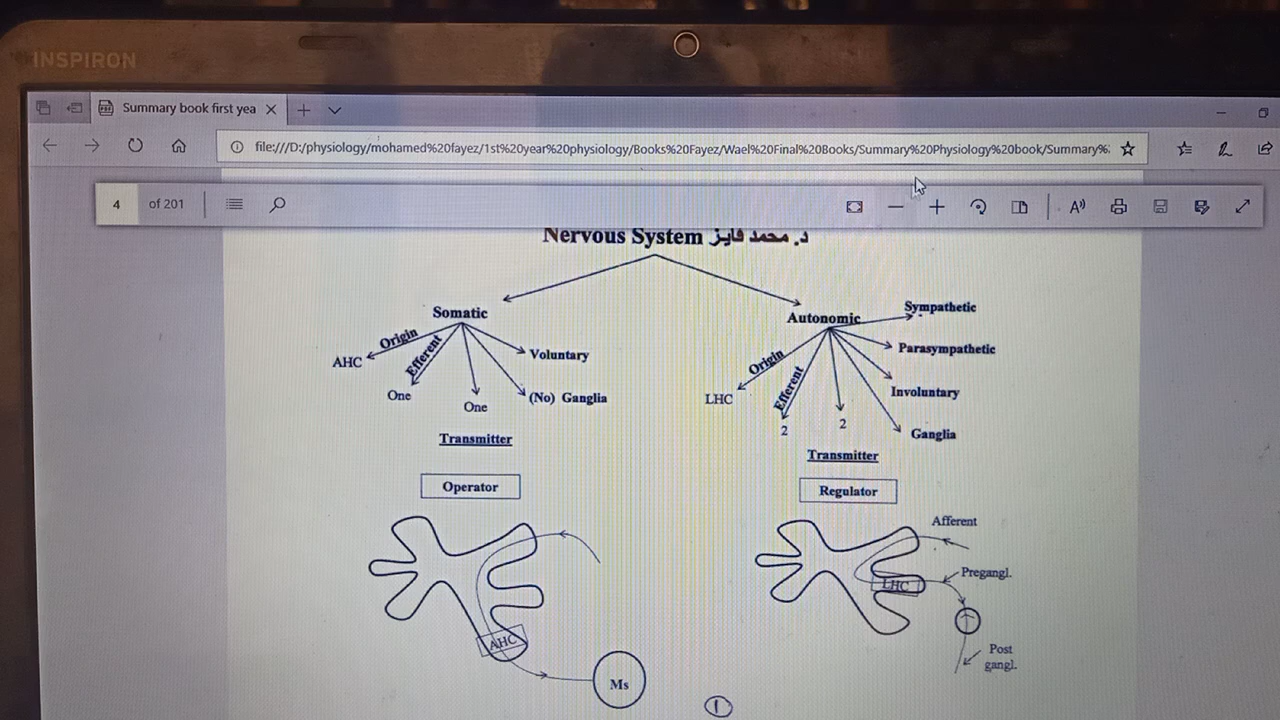 INSPIRON
Summary book first yea
file:///D:/physiology/mohamed%20fayez/1st%20year%20physiology/Books%20Fayez/Wael%20Final%20Books/Summary%20Physiology%20book/Summary%
4 of 201
Nervous System د. محمد فايز
Somatic
Origin
AHC
Efferent
One
One
Voluntary
(No) Ganglia
Transmitter
Operator
AHC
Ms
Autonomic
Sympathetic
Parasympathetic
Involuntary
Ganglia
Origin
LHC
Efferent
2
2
Transmitter
Regulator
Afferent
LHC
Pregangl.
Post
gangl.
1